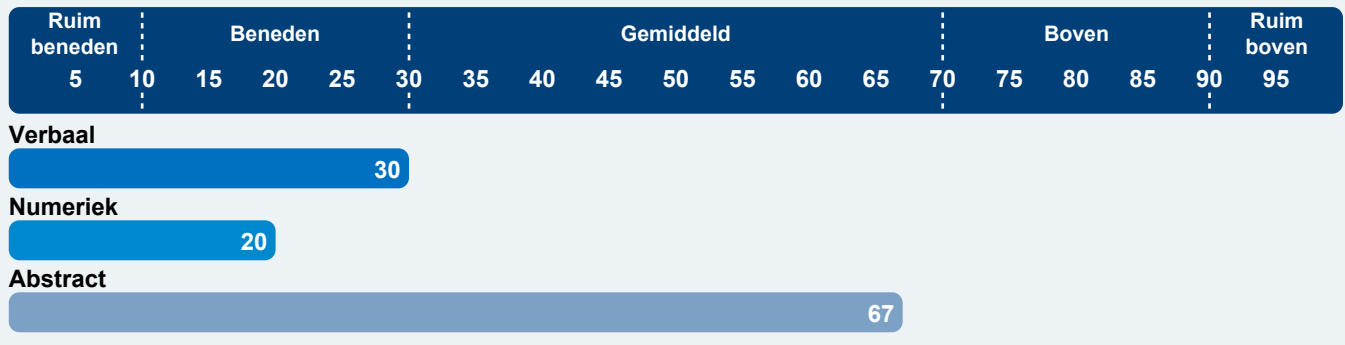 Ruim beneden Beneden Gemiddeld Boven Ruim boven
5 10 15 20 25 30 35 40 45 50 55 60 65 70 75 80 85 90 95
Verbaal
30
Numeriek
20
Abstract
67